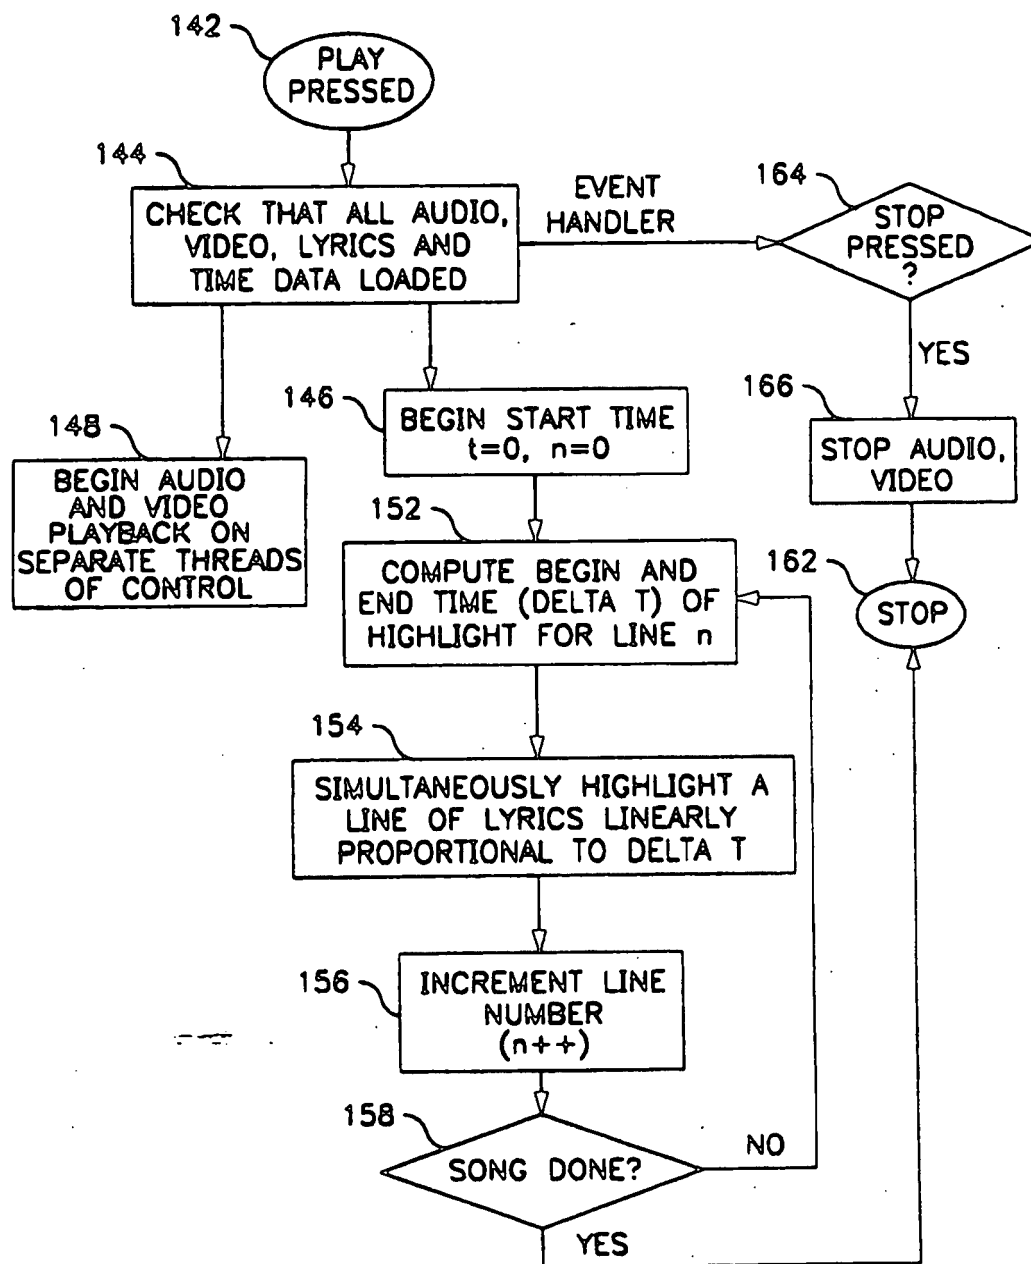 142
PLAY
PRESSED
144
CHECK THAT ALL AUDIO,
VIDEO, LYRICS AND
TIME DATA LOADED
EVENT
HANDLER
164
STOP
PRESSED
?
YES
166
STOP AUDIO,
VIDEO
162
STOP
148
BEGIN AUDIO
AND VIDEO
PLAYBACK ON
SEPARATE THREADS
OF CONTROL
146
BEGIN START TIME
t=0, n=0
152
COMPUTE BEGIN AND
END TIME (DELTA T) OF
HIGHLIGHT FOR LINE n
154
SIMULTANEOUSLY HIGHLIGHT A
LINE OF LYRICS LINEARLY
PROPORTIONAL TO DELTA T
156
INCREMENT LINE
NUMBER
(n++)
158
SONG DONE?
NO
YES